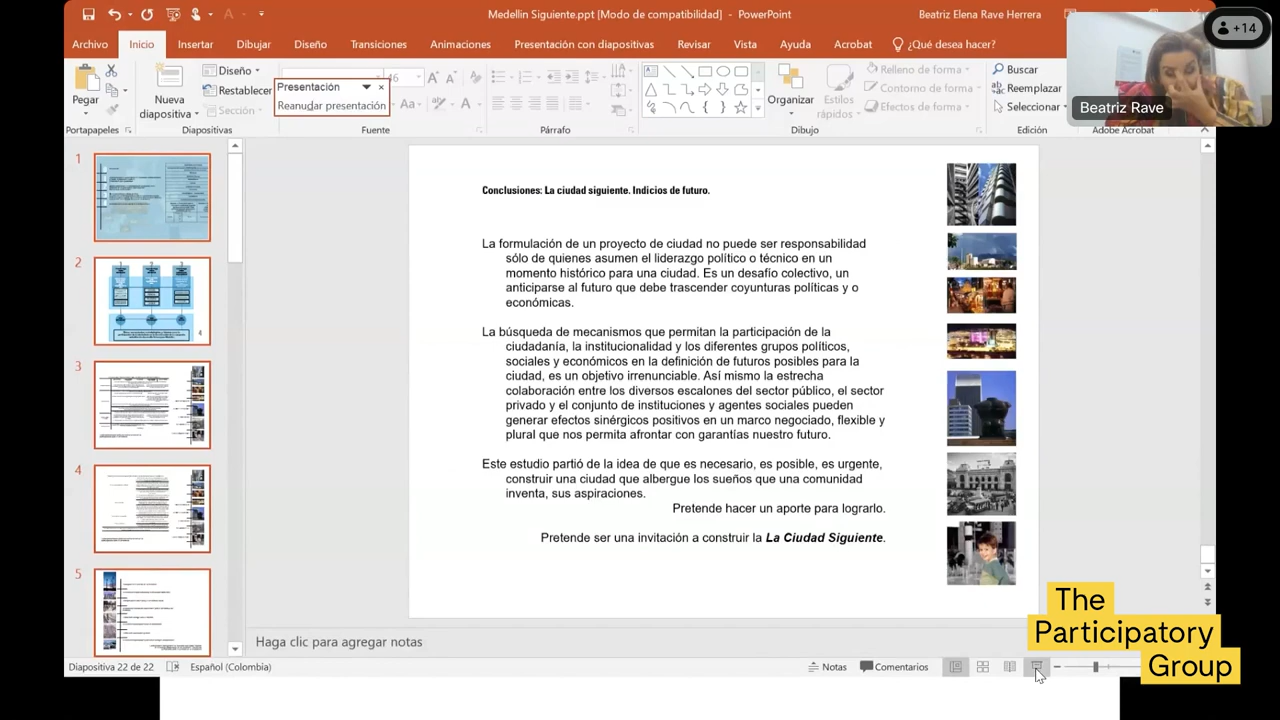 Medellin Siguiente.ppt [Modo de compatibilidad] - PowerPoint
Beatriz Elena Rave Herrera
+14
Archivo Inicio Insertar Dibujar Diseño Transiciones Animaciones Presentación con diapositivas Revisar Vista Ayuda Acrobat ¿Qué desea hacer?
Beatriz Rave
Pegar
Nueva diapositiva
Diseño
Restablecer
Sección
Presentación
Reanudar presentación
46
Aa
Organizar
Estilos rápidos
Relleno de forma
Contorno de forma
Efectos de forma
Buscar
Reemplazar
Seleccionar
Portapapeles Diapositivas Fuente Párrafo Dibujo Edición Adobe Acrobat
1
2
3
4
5
Conclusiones: La ciudad siguiente. Indicios de futuro.
La formulación de un proyecto de ciudad no puede ser responsabilidad
sólo de quienes asumen el liderazgo político o técnico en un
momento histórico para una ciudad. Es un desafío colectivo, un
anticiparse al futuro que debe trascender coyunturas políticas y o
económicas.
La búsqueda de mecanismos que permitan la participación de la
ciudadanía, la institucionalidad y los diferentes grupos políticos,
sociales y económicos en la definición de futuros posibles para la
ciudad, es un objetivo irrenunciable. Así mismo la estrecha
colaboración entre los diversos escalones del sector público, el sector
privado y el conjunto de instituciones y agentes sociales pueden
generar efectos sinérgicos positivos en un marco negociado, flexible y
plural que nos permita afrontar con garantías nuestro futuro.
Este estudio partió de la idea de que es necesario, es posible, es urgente,
construir una ciudad que albergue los sueños que una comunidad
inventa, sus aspiraciones.
Pretende hacer un aporte para lograrlo.
Pretende ser una invitación a construir la La Ciudad Siguiente.
Haga clic para agregar notas
Diapositiva 22 de 22 Español (Colombia) Notas Comentarios
The
Participatory
Group